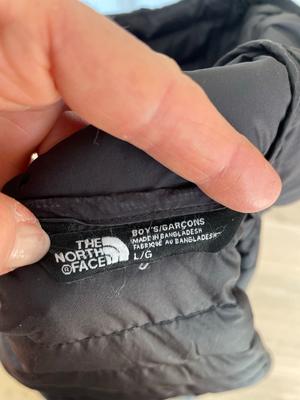 THE
NORTH
FACE
®
BOY'S/GARÇONS
MADE IN BANGLADESH
FABRIQUÉ AU BANGLADESH
L/G